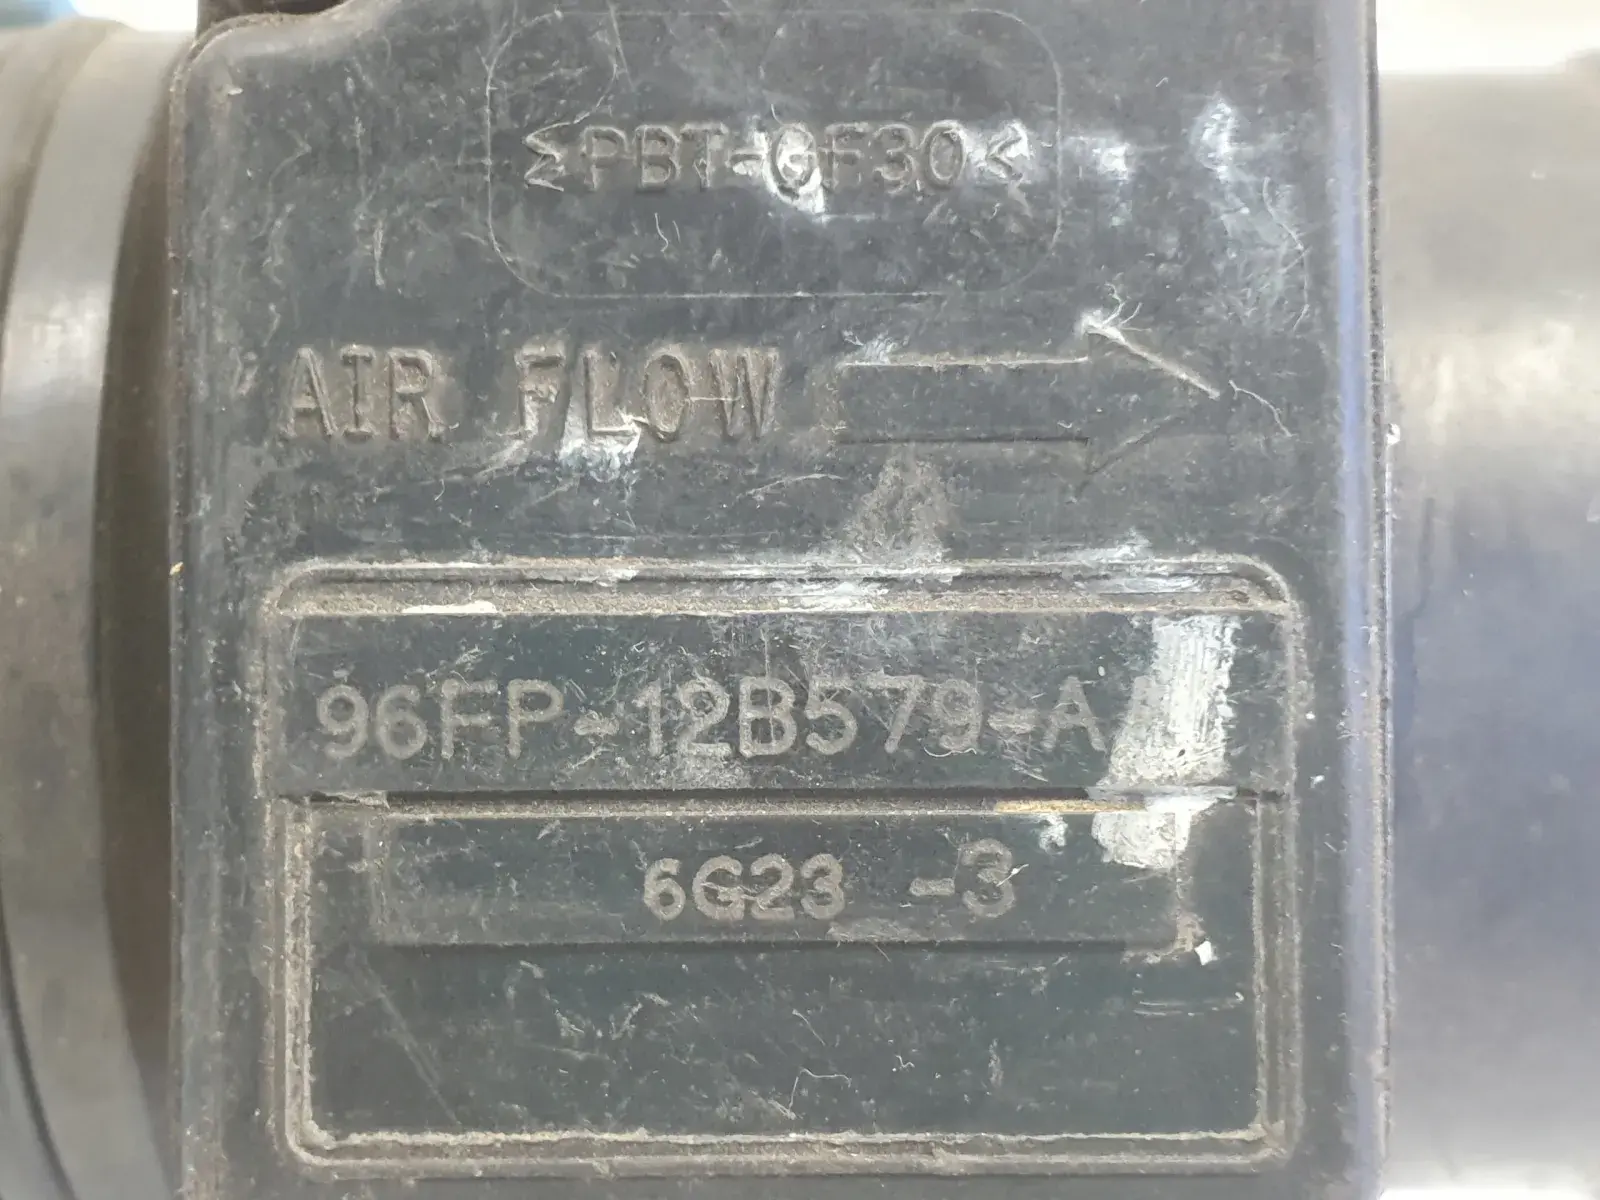 >PBT-GF30<
AIR FLOW
96FP-12B579-A
6G23 -3